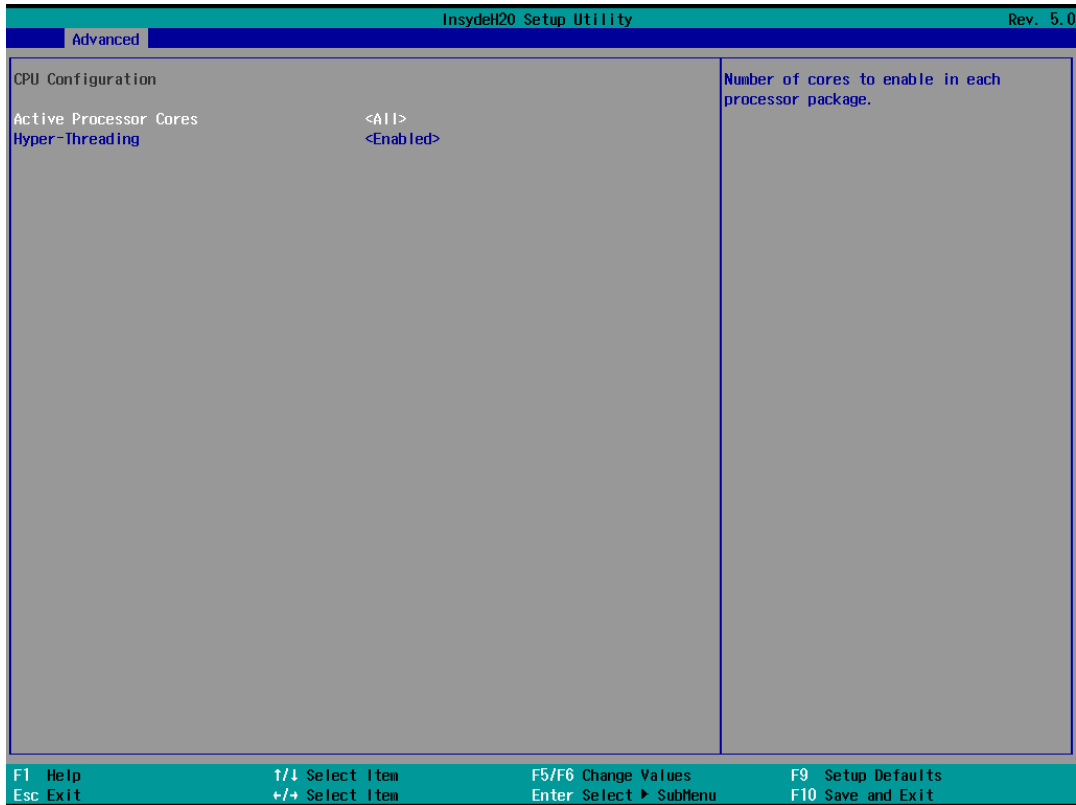 InsydeH20 Setup Utility Rev. 5.0
Advanced
CPU Configuration
Active Processor Cores <All>
Hyper-Threading <Enabled>
Number of cores to enable in each
processor package.
F1 Help ↑/↓ Select Item F5/F6 Change Values F9 Setup Defaults
Esc Exit ←/→ Select Item Enter Select ▶ SubMenu F10 Save and Exit